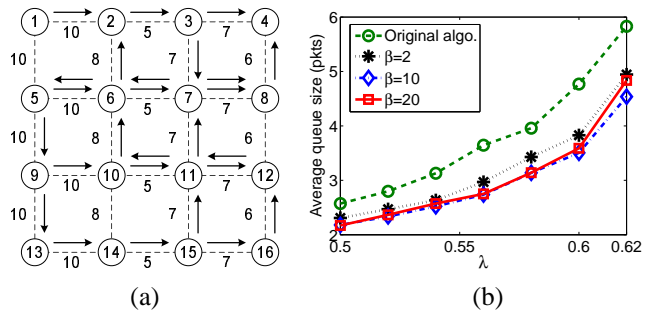 1 2 3 4
10 5 7
10 8 7 6
5 6 7 8
10 5 7
10 8 7 6
9 10 11 12
10 5 7
10 8 7 6
13 14 15 16
10 5 7
(a)
Average queue size (pkts)
6
5
4
3
2
Original algo.
β=2
β=10
β=20
0.5 0.55 0.6 0.62
λ
(b)